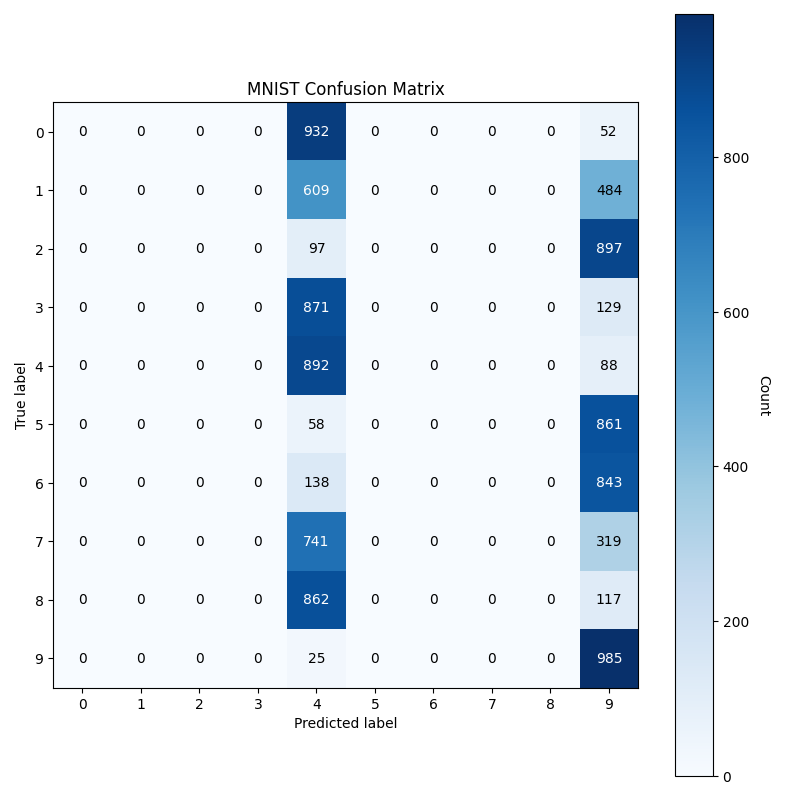 MNIST Confusion Matrix
0 0 0 0 0 932 0 0 0 0 52
1 0 0 0 0 609 0 0 0 0 484
2 0 0 0 0 97 0 0 0 0 897
3 0 0 0 0 871 0 0 0 0 129
4 0 0 0 0 892 0 0 0 0 88
5 0 0 0 0 58 0 0 0 0 861
6 0 0 0 0 138 0 0 0 0 843
7 0 0 0 0 741 0 0 0 0 319
8 0 0 0 0 862 0 0 0 0 117
9 0 0 0 0 25 0 0 0 0 985
0 1 2 3 4 5 6 7 8 9
Predicted label
True label
800
600
400
200
0
Count